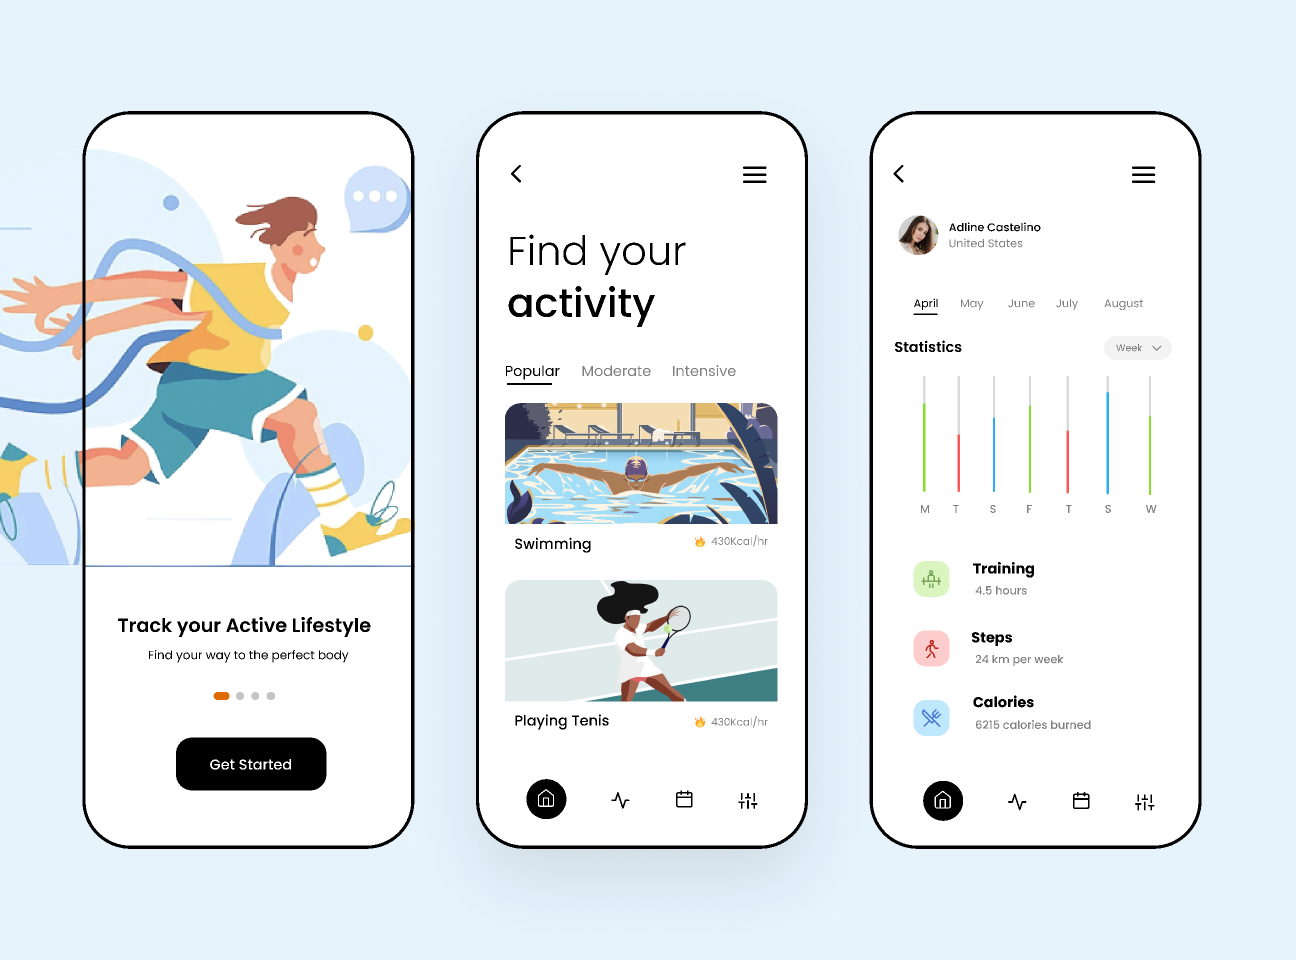 Track your Active Lifestyle
Find your way to the perfect body
Get Started
Find your
activity
Popular Moderate Intensive
Swimming 430Kcal/hr
Playing Tenis 430Kcal/hr
Adline Castelino
United States
April May June July August
Statistics Week
M T S F T S W
Training
4.5 hours
Steps
24 km per week
Calories
6215 calories burned